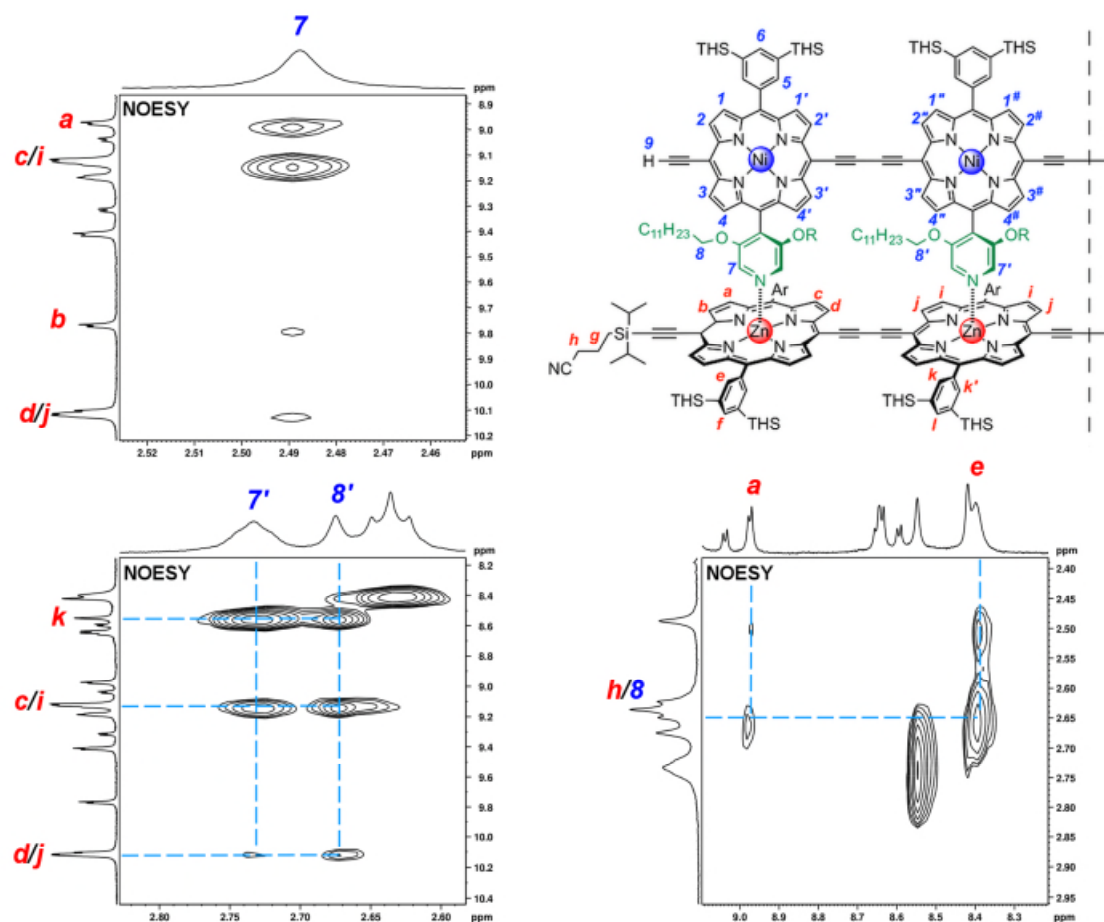 7
ppm
NOESY
a
c/i
b
d/j
8.9
9.0
9.1
9.2
9.3
9.4
9.5
9.6
9.7
9.8
9.9
10.0
10.1
10.2
2.52 2.51 2.50 2.49 2.48 2.47 2.46 ppm
THS 6 THS THS THS
5
1 1' 1" 1#
2 2' 2" 2#
9
H N N N N Ni N N N N Ni
3 3' 3" 3#
4 4' 4" 4#
C11H23 O OR C11H23 O OR
8 8'
7 N N 7'
a Ar c i Ar i
b d j j
N N N N Zn N N N N Zn
h g Si
NC
e k k'
THS THS THS THS
f l
7' 8'
ppm
NOESY
k
c/i
d/j
8.2
8.4
8.6
8.8
9.0
9.2
9.4
9.6
9.8
10.0
10.2
10.4
2.80 2.75 2.70 2.65 2.60 ppm
a e
ppm
NOESY
h/8
2.40
2.45
2.50
2.55
2.60
2.65
2.70
2.75
2.80
2.85
2.90
2.95
9.0 8.9 8.8 8.7 8.6 8.5 8.4 8.3 ppm